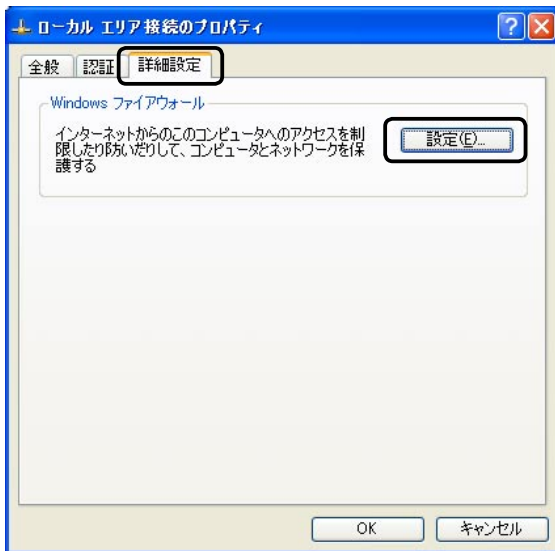 ローカル エリア接続のプロパティ
全般 認証 詳細設定
Windows ファイアウォール
インターネットからのこのコンピュータへのアクセスを制
限したり防いだりして、コンピュータとネットワークを保
護する
設定(E)...
OK キャンセル